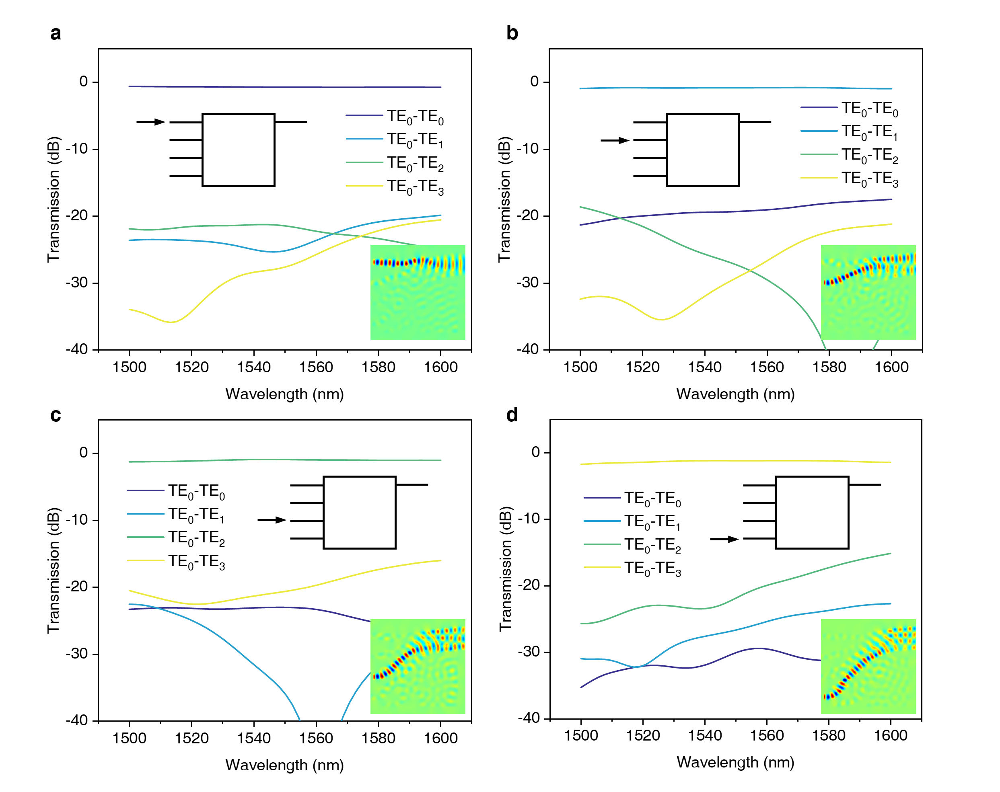 a
0
-10
-20
-30
-40
Transmission (dB)
TE0-TE0
TE0-TE1
TE0-TE2
TE0-TE3
1500 1520 1540 1560 1580 1600
Wavelength (nm)
b
0
-10
-20
-30
-40
Transmission (dB)
TE0-TE0
TE0-TE1
TE0-TE2
TE0-TE3
1500 1520 1540 1560 1580 1600
Wavelength (nm)
c
0
-10
-20
-30
-40
Transmission (dB)
TE0-TE0
TE0-TE1
TE0-TE2
TE0-TE3
1500 1520 1540 1560 1580 1600
Wavelength (nm)
d
0
-10
-20
-30
-40
Transmission (dB)
TE0-TE0
TE0-TE1
TE0-TE2
TE0-TE3
1500 1520 1540 1560 1580 1600
Wavelength (nm)